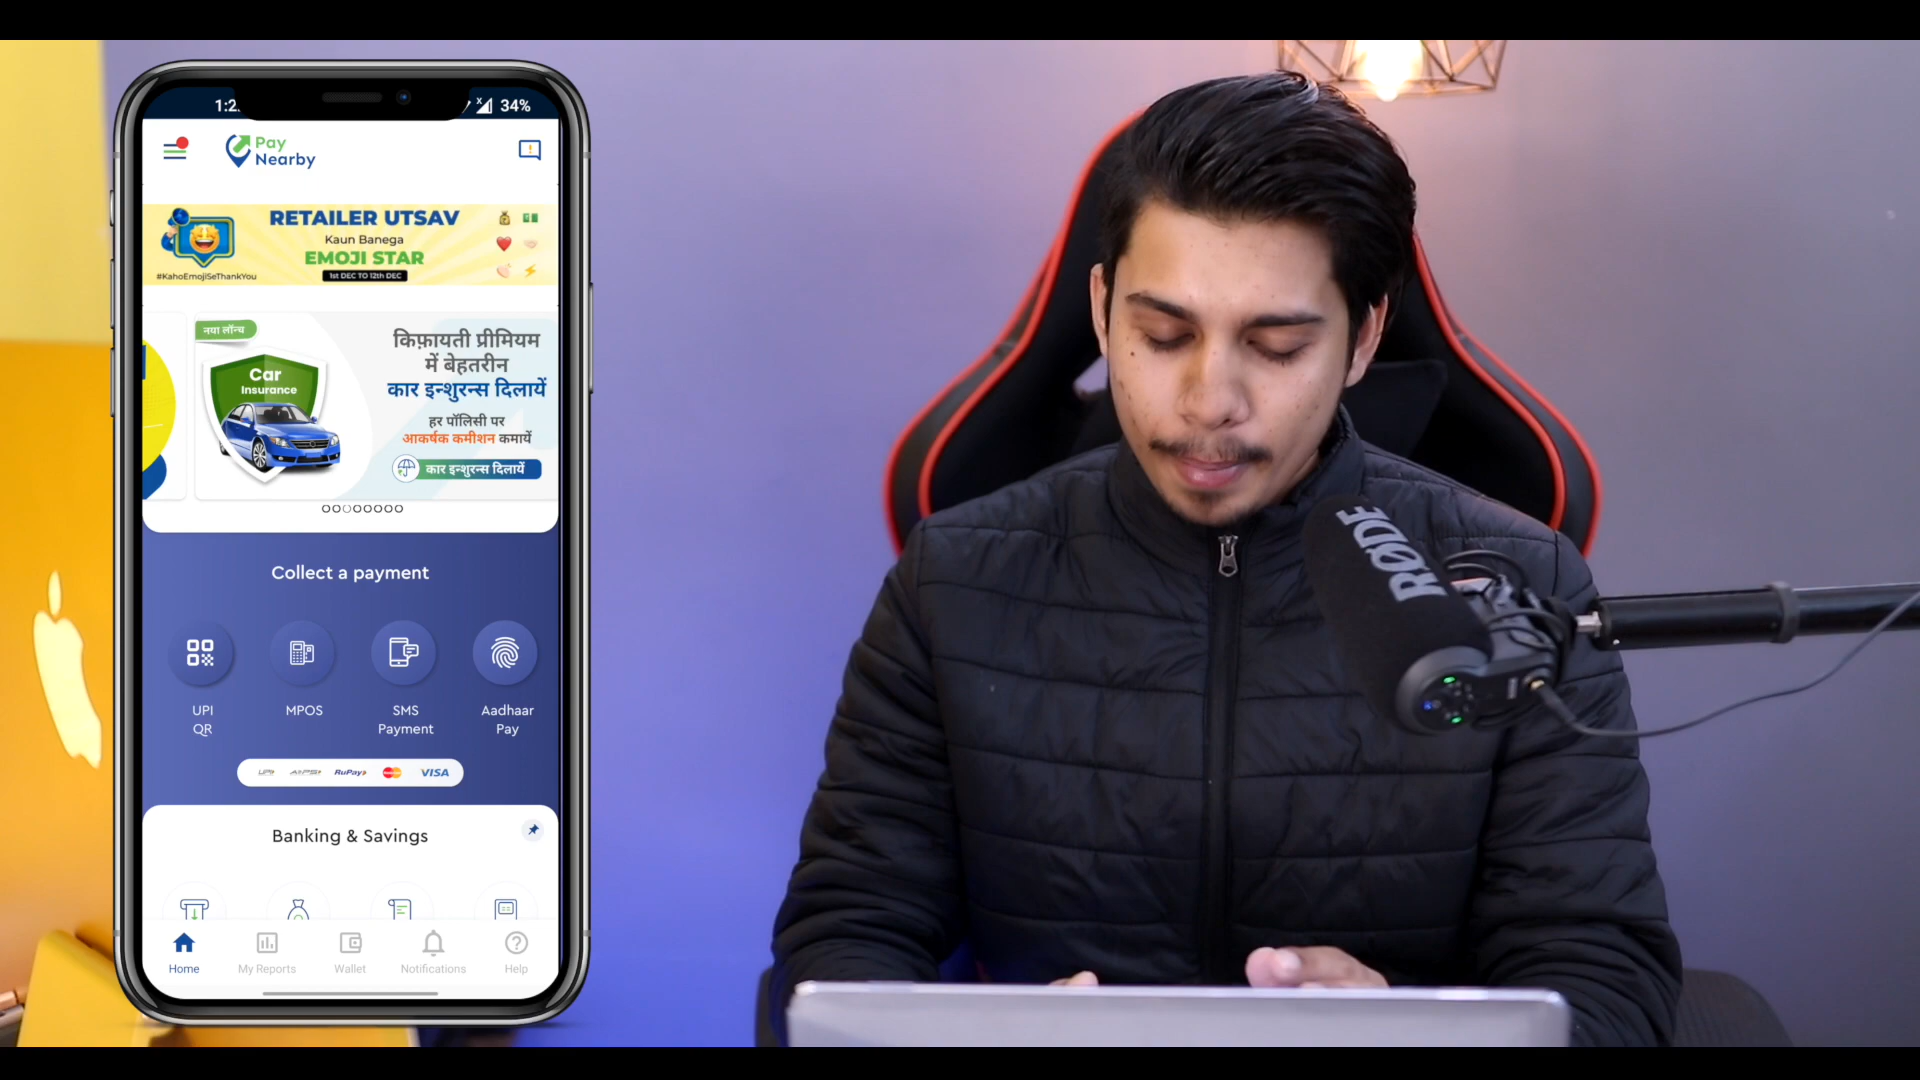 1:2
34%
Pay
Nearby
RETAILER UTSAV
Kaun Banega
EMOJI STAR
#KahoEmojiSeThankYou
1st DEC TO 12th DEC
नया लॉन्च
Car
Insurance
किफ़ायती प्रीमियम
में बेहतरीन
कार इन्शुरन्स दिलायें
हर पॉलिसी पर
आकर्षक कमीशन कमायें
कार इन्शुरन्स दिलायें
Collect a payment
UPI
QR
MPOS
SMS
Payment
Aadhaar
Pay
UPI AEPS RuPay VISA
Banking & Savings
Home
My Reports
Wallet
Notifications
Help
RØDE